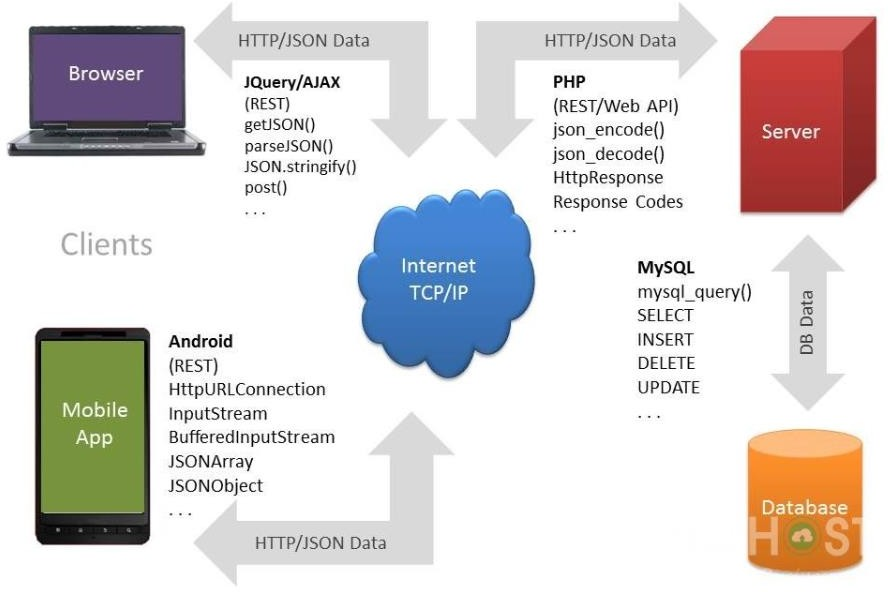 HTTP/JSON Data
HTTP/JSON Data
Browser
JQuery/AJAX
(REST)
getJSON()
parseJSON()
JSON.stringify()
post()
. . .
PHP
(REST/Web API)
json_encode()
json_decode()
HttpResponse
Response Codes
. . .
Server
Clients
Internet
TCP/IP
MySQL
mysql_query()
SELECT
INSERT
DELETE
UPDATE
. . .
DB Data
Android
(REST)
HttpURLConnection
InputStream
BufferedInputStream
JSONArray
JSONObject
. . .
Mobile
App
HTTP/JSON Data
Database
HOST